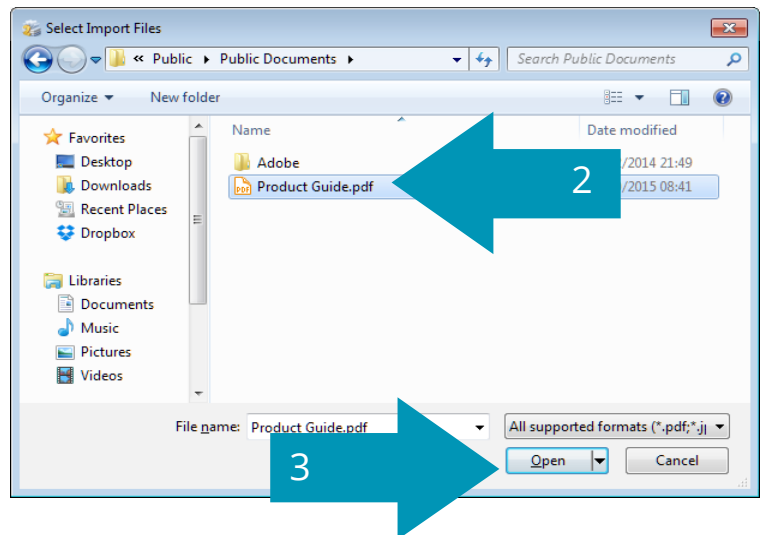 Select Import Files
« Public Public Documents
Search Public Documents
Organize
New folder
Favorites
Desktop
Downloads
Recent Places
Dropbox
Libraries
Documents
Music
Pictures
Videos
Name
Date modified
Adobe
/2014 21:49
PDF
Product Guide.pdf
/2015 08:41
2
File name:
Product Guide.pdf
All supported formats (*.pdf;*.j
3
Open
Cancel